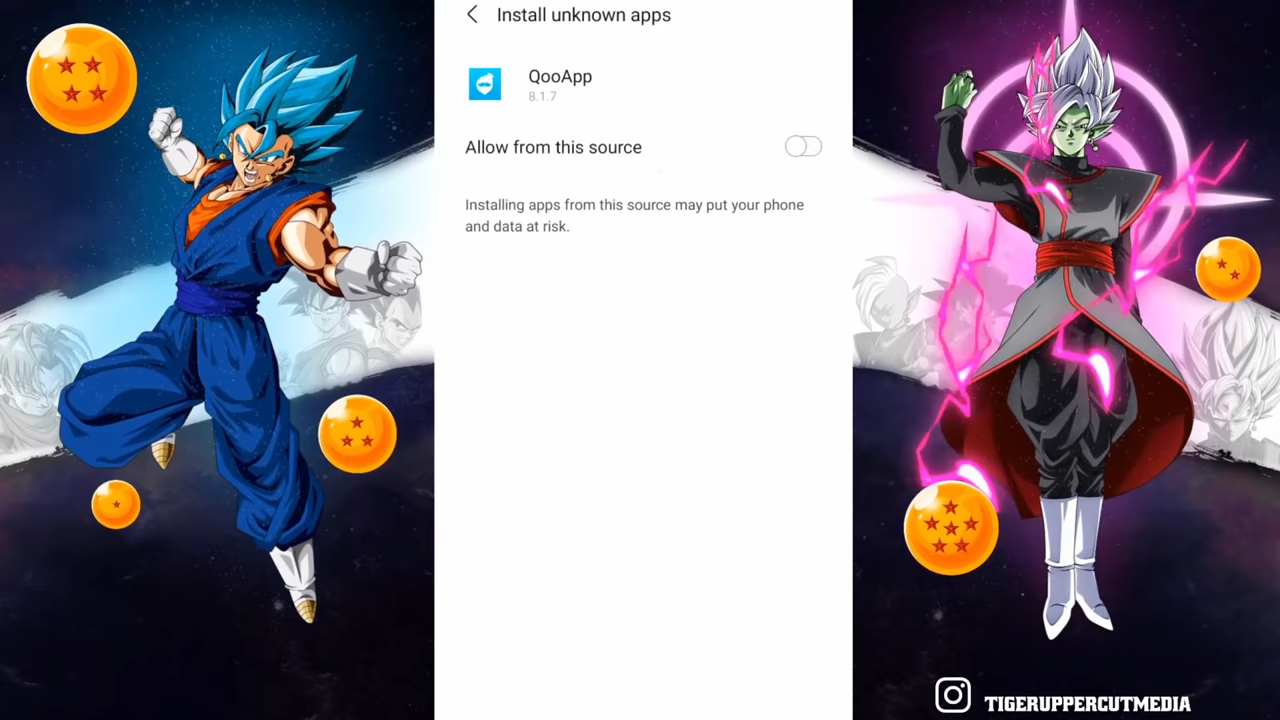 Install unknown apps
QooApp
8.1.7
Allow from this source
Installing apps from this source may put your phone
and data at risk.
TIGERUPPERCUTMEDIA